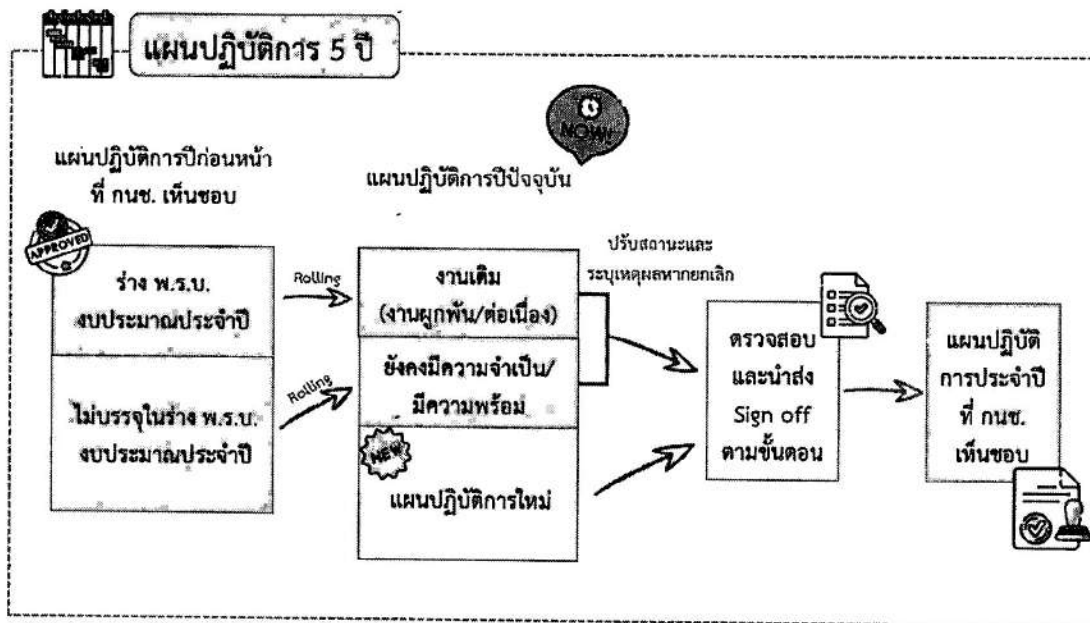 แผนปฏิบัติการ 5 ปี
NOW!
แผนปฏิบัติการปีก่อนหน้า
ที่ กนช. เห็นชอบ
แผนปฏิบัติการปีปัจจุบัน
APPROVED
ร่าง พ.ร.บ.
งบประมาณประจำปี
ไม่บรรจุในร่าง พ.ร.บ.
งบประมาณประจำปี
Rolling
Rolling
งานเดิม
(งานผูกพัน/ต่อเนื่อง)
ยังคงมีความจำเป็น/
มีความพร้อม
NEW
แผนปฏิบัติการใหม่
ปรับสถานะและ
ระบุเหตุผลหากยกเลิก
ตรวจสอบ
และนำส่ง
Sign off
ตามขั้นตอน
แผนปฏิบัติ
การประจำปี
ที่ กนช.
เห็นชอบ